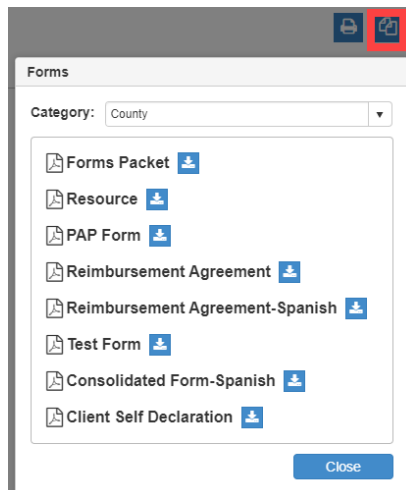 Forms
Category: County
Forms Packet
Resource
PAP Form
Reimbursement Agreement
Reimbursement Agreement-Spanish
Test Form
Consolidated Form-Spanish
Client Self Declaration
Close